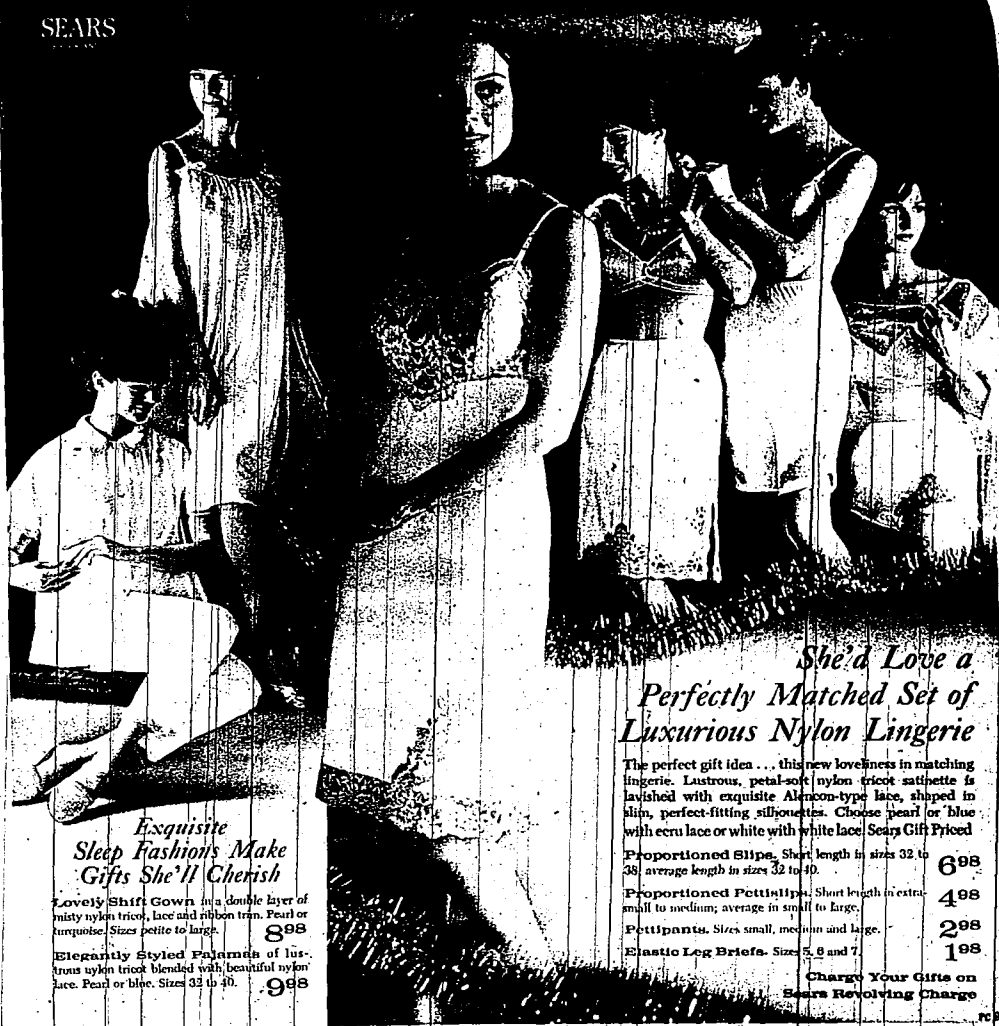 SEARS
She'd Love a
Perfectly Matched Set of
Luxurious Nylon Lingerie
The perfect gift idea . . . this new loveliness in matching
lingerie. Lustrous, petal-soft nylon tricot satinette is
lavished with exquisite Alencon-type lace, shaped in
slim, perfect-fitting silhouettes. Choose pearl or blue
with ecru lace or white with white lace. Sears Gift Priced
Proportioned Slips. Short length in sizes 32 to
38, average length in sizes 32 to 40. 6 98
Proportioned Pettislips. Short length in extra-
small to medium; average in small to large. 4 98
Pettipants. Sizes small, medium and large. 2 98
Elastic Leg Briefs. Sizes 5, 6 and 7. 1 98
Charge Your Gifts on
Sears Revolving Charge
PC
Exquisite
Sleep Fashions Make
Gifts She'll Cherish
Lovely Shift Gown in a double layer of
misty nylon tricot, lace and ribbon trim. Pearl or
turquoise. Sizes petite to large. 8 98
Elegantly Styled Pajamas of lus-
trous nylon tricot blended with beautiful nylon
lace. Pearl or blue. Sizes 32 to 40. 9 98